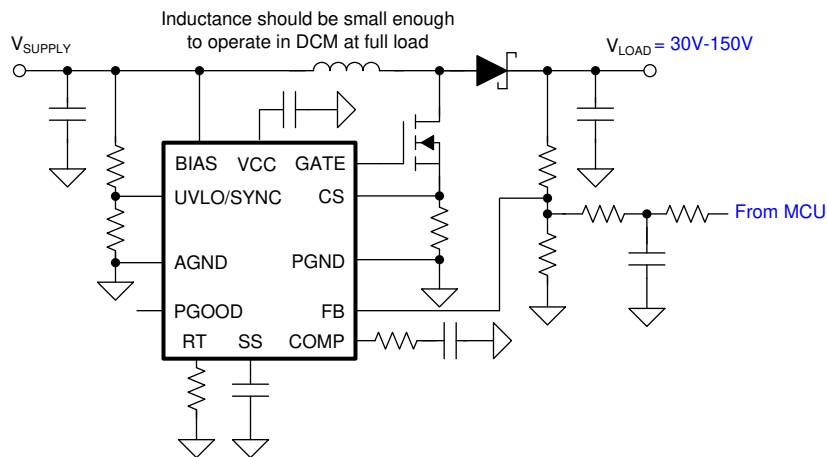 Inductance should be small enough
to operate in DCM at full load
VSUPPLY
VLOAD = 30V-150V
BIAS VCC GATE
UVLO/SYNC CS
AGND PGND
PGOOD FB
RT SS COMP
From MCU